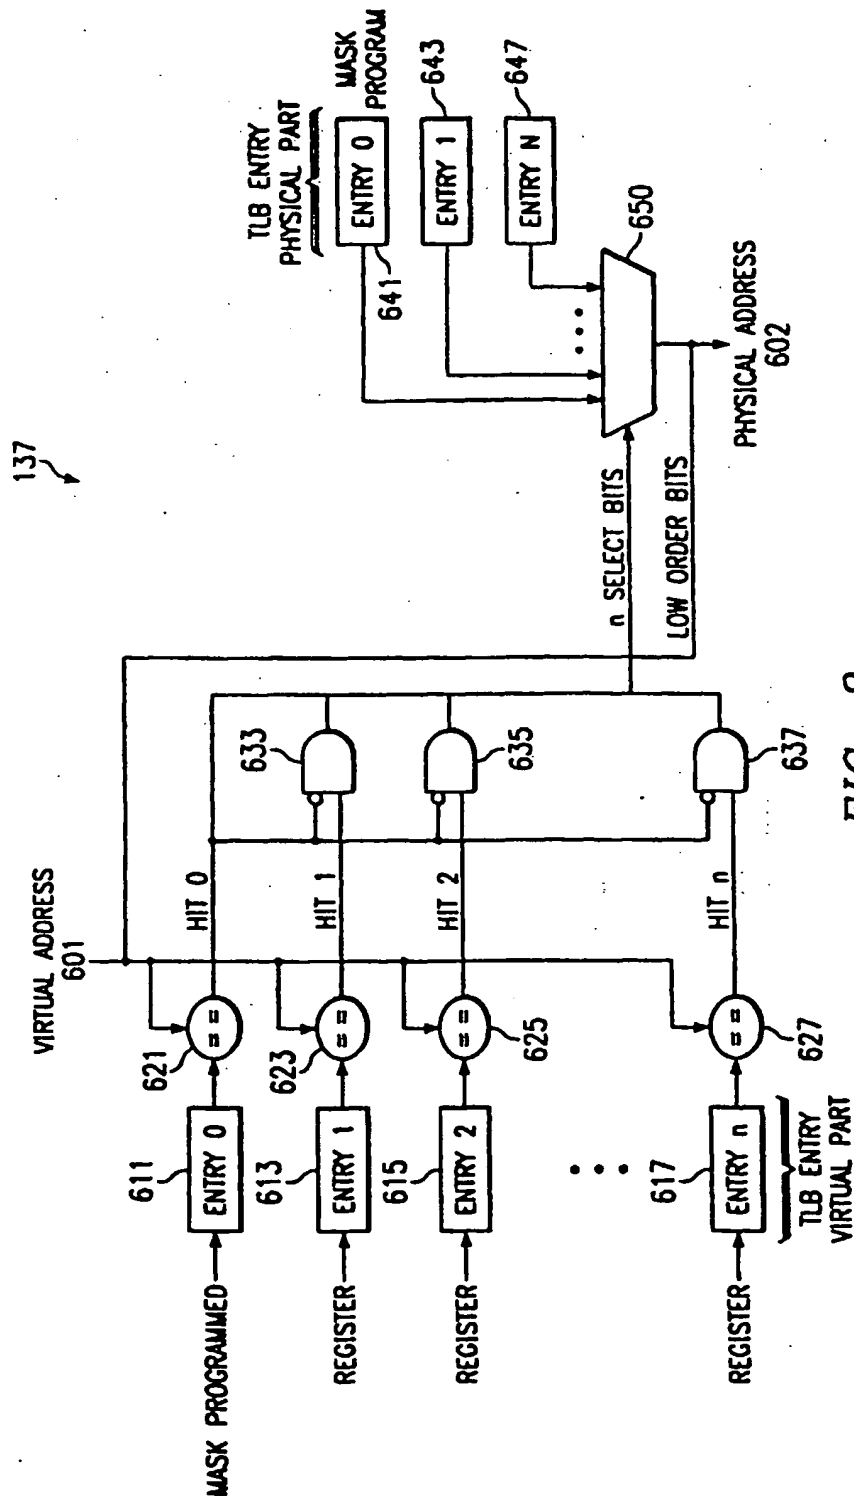 137
VIRTUAL ADDRESS
601
MASK PROGRAMMED
611
ENTRY 0
621
= =
HIT 0
REGISTER
613
ENTRY 1
623
= =
HIT 1
633
REGISTER
615
ENTRY 2
625
= =
HIT 2
635
REGISTER
617
ENTRY n
627
= =
HIT n
637
TLB ENTRY
VIRTUAL PART
n SELECT BITS
LOW ORDER BITS
TLB ENTRY
PHYSICAL PART
MASK
PROGRAM
ENTRY 0
641
ENTRY 1
643
ENTRY N
647
650
PHYSICAL ADDRESS
602